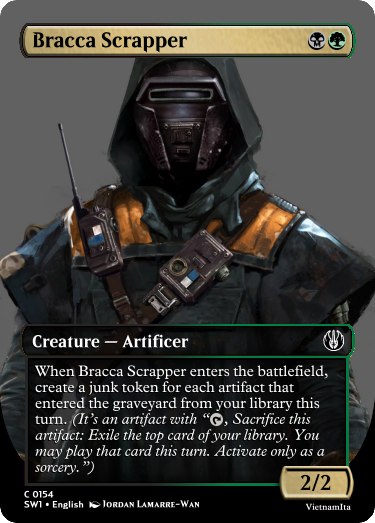 Bracca Scrapper
Creature — Artificer
When Bracca Scrapper enters the battlefield,
create a junk token for each artifact that
entered the graveyard from your library this
turn. (It's an artifact with “, Sacrifice this
artifact: Exile the top card of your library. You
may play that card this turn. Activate only as a
sorcery.”)
2/2
C 0154
SW1 • English Jordan Lamarre-Wan
VietnamIta